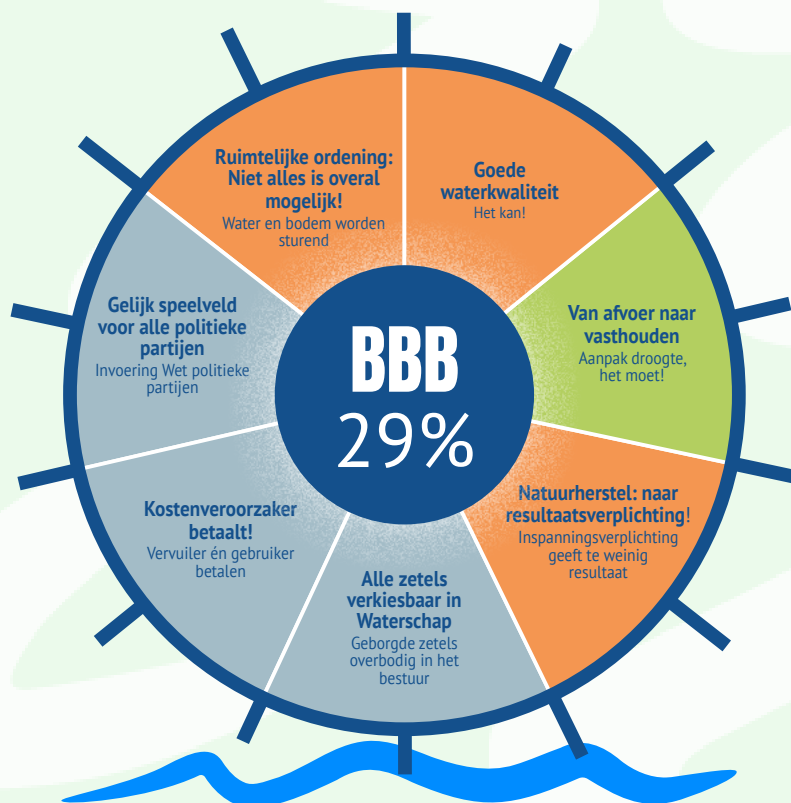 Ruimtelijke ordening:
Niet alles is overal
mogelijk!
Water en bodem worden
sturend
Goede
waterkwaliteit
Het kan!
Van afvoer naar
vasthouden
Aanpak droogte,
het moet!
Natuurherstel: naar
resultaatsverplichting!
Inspanningsverplichting
geeft te weinig
resultaat
Alle zetels
verkiesbaar in
Waterschap
Geborgde zetels
overbodig in het
bestuur
Kostenveroorzaker
betaalt!
Vervuiler én gebruiker
betalen
Gelijk speelveld
voor alle politieke
partijen
Invoering Wet politieke
partijen
BBB
29%